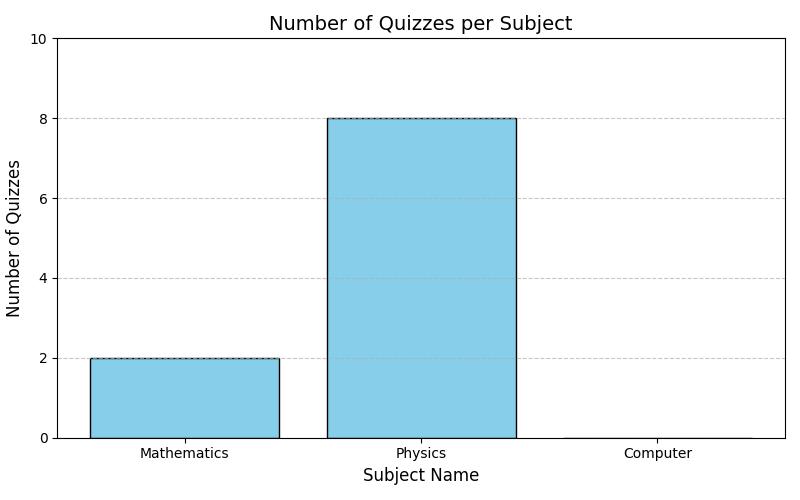 Number of Quizzes per Subject
Number of Quizzes
10
8
6
4
2
0
Mathematics Physics Computer
Subject Name